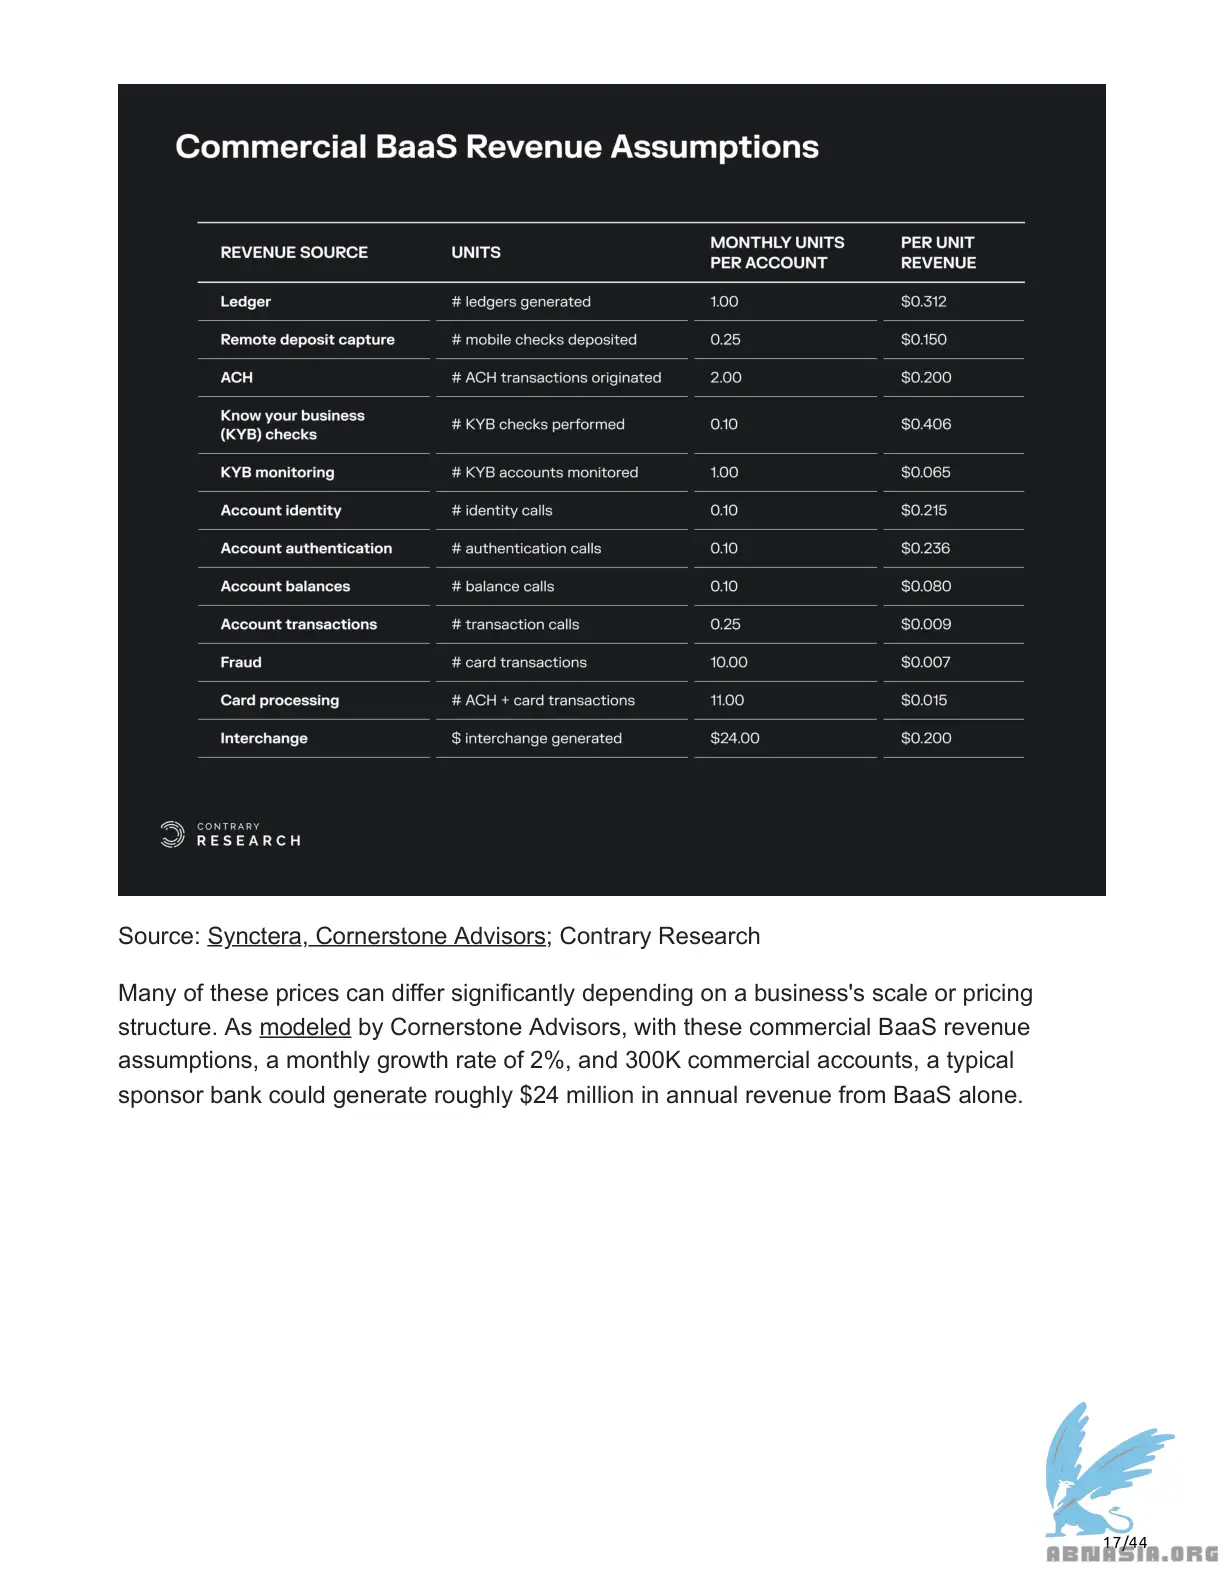 Commercial BaaS Revenue Assumptions
REVENUE SOURCE UNITS MONTHLY UNITS PER ACCOUNT PER UNIT REVENUE
Ledger # ledgers generated 1.00 $0.312
Remote deposit capture # mobile checks deposited 0.25 $0.150
ACH # ACH transactions originated 2.00 $0.200
Know your business (KYB) checks # KYB checks performed 0.10 $0.406
KYB monitoring # KYB accounts monitored 1.00 $0.065
Account identity # identity calls 0.10 $0.215
Account authentication # authentication calls 0.10 $0.236
Account balances # balance calls 0.10 $0.080
Account transactions # transaction calls 0.25 $0.009
Fraud # card transactions 10.00 $0.007
Card processing # ACH + card transactions 11.00 $0.015
Interchange $ interchange generated $24.00 $0.200
CONTRARY
RESEARCH
Source: Synctera, Cornerstone Advisors; Contrary Research
Many of these prices can differ significantly depending on a business's scale or pricing
structure. As modeled by Cornerstone Advisors, with these commercial BaaS revenue
assumptions, a monthly growth rate of 2%, and 300K commercial accounts, a typical
sponsor bank could generate roughly $24 million in annual revenue from BaaS alone.
17/44
ABNASIA.ORG